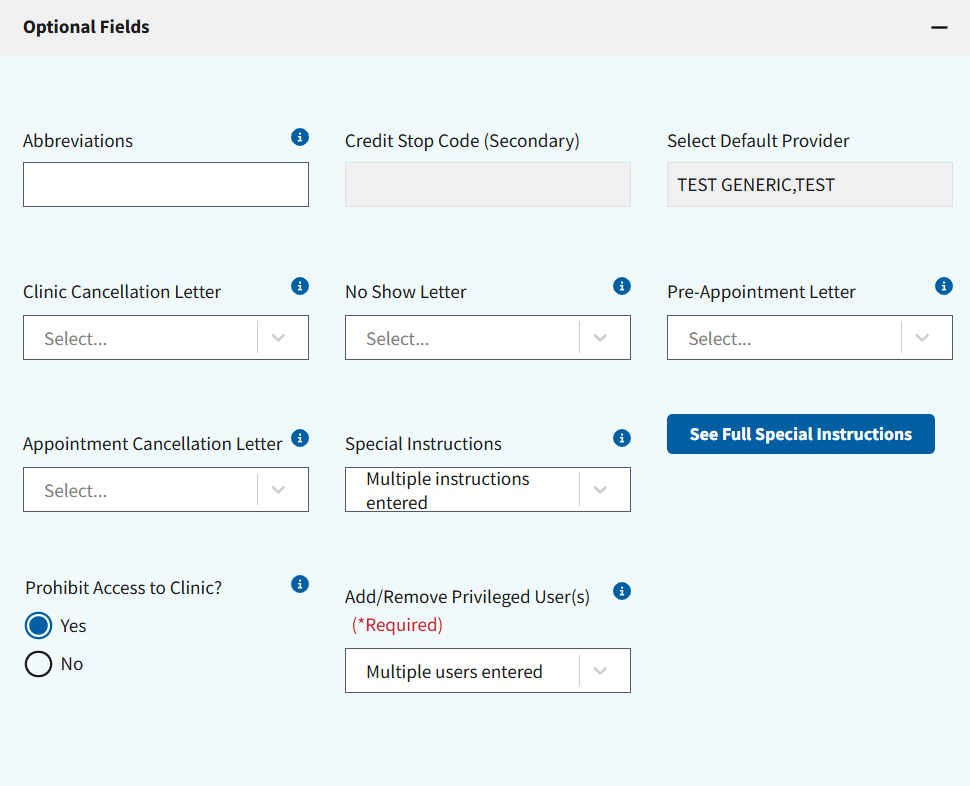 Optional Fields
Abbreviations
Credit Stop Code (Secondary)
Select Default Provider
TEST GENERIC,TEST
Clinic Cancellation Letter
No Show Letter
Pre-Appointment Letter
Select...
Select...
Select...
Appointment Cancellation Letter
Special Instructions
See Full Special Instructions
Select...
Multiple instructions
entered
Prohibit Access to Clinic?
Yes
No
Add/Remove Privileged User(s)
(*Required)
Multiple users entered